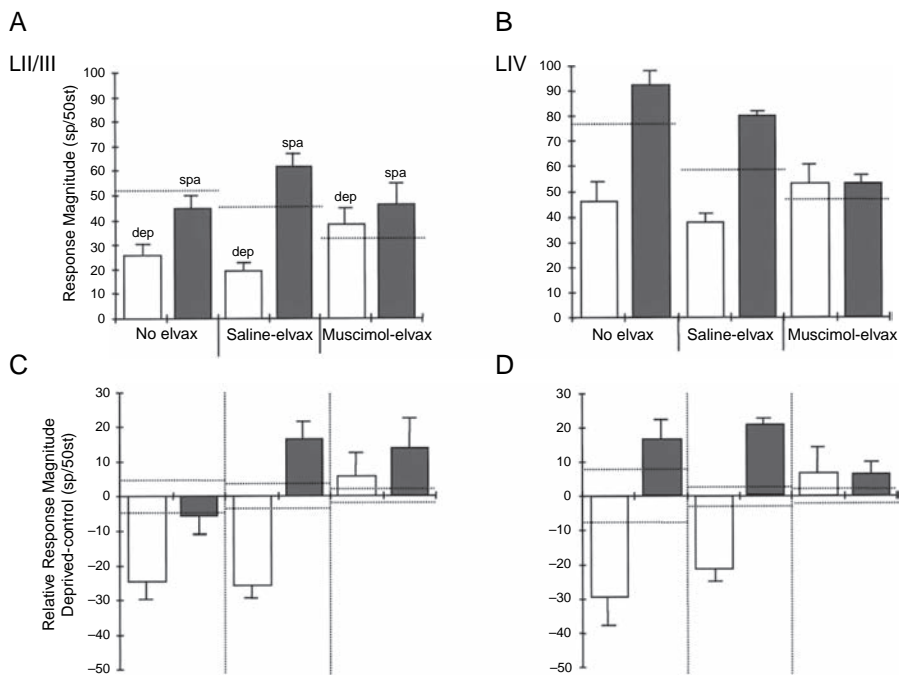 A
LII/III
Response Magnitude (sp/50st)
100
90
80
70
60
50
40
30
20
10
0
dep
spa
dep
spa
dep
spa
No elvax
Saline-elvax
Muscimol-elvax
B
LIV
100
90
80
70
60
50
40
30
20
10
0
No elvax
Saline-elvax
Muscimol-elvax
C
Relative Response Magnitude
Deprived-control (sp/50st)
30
20
10
0
–10
–20
–30
–40
–50
D
30
20
10
0
–10
–20
–30
–40
–50